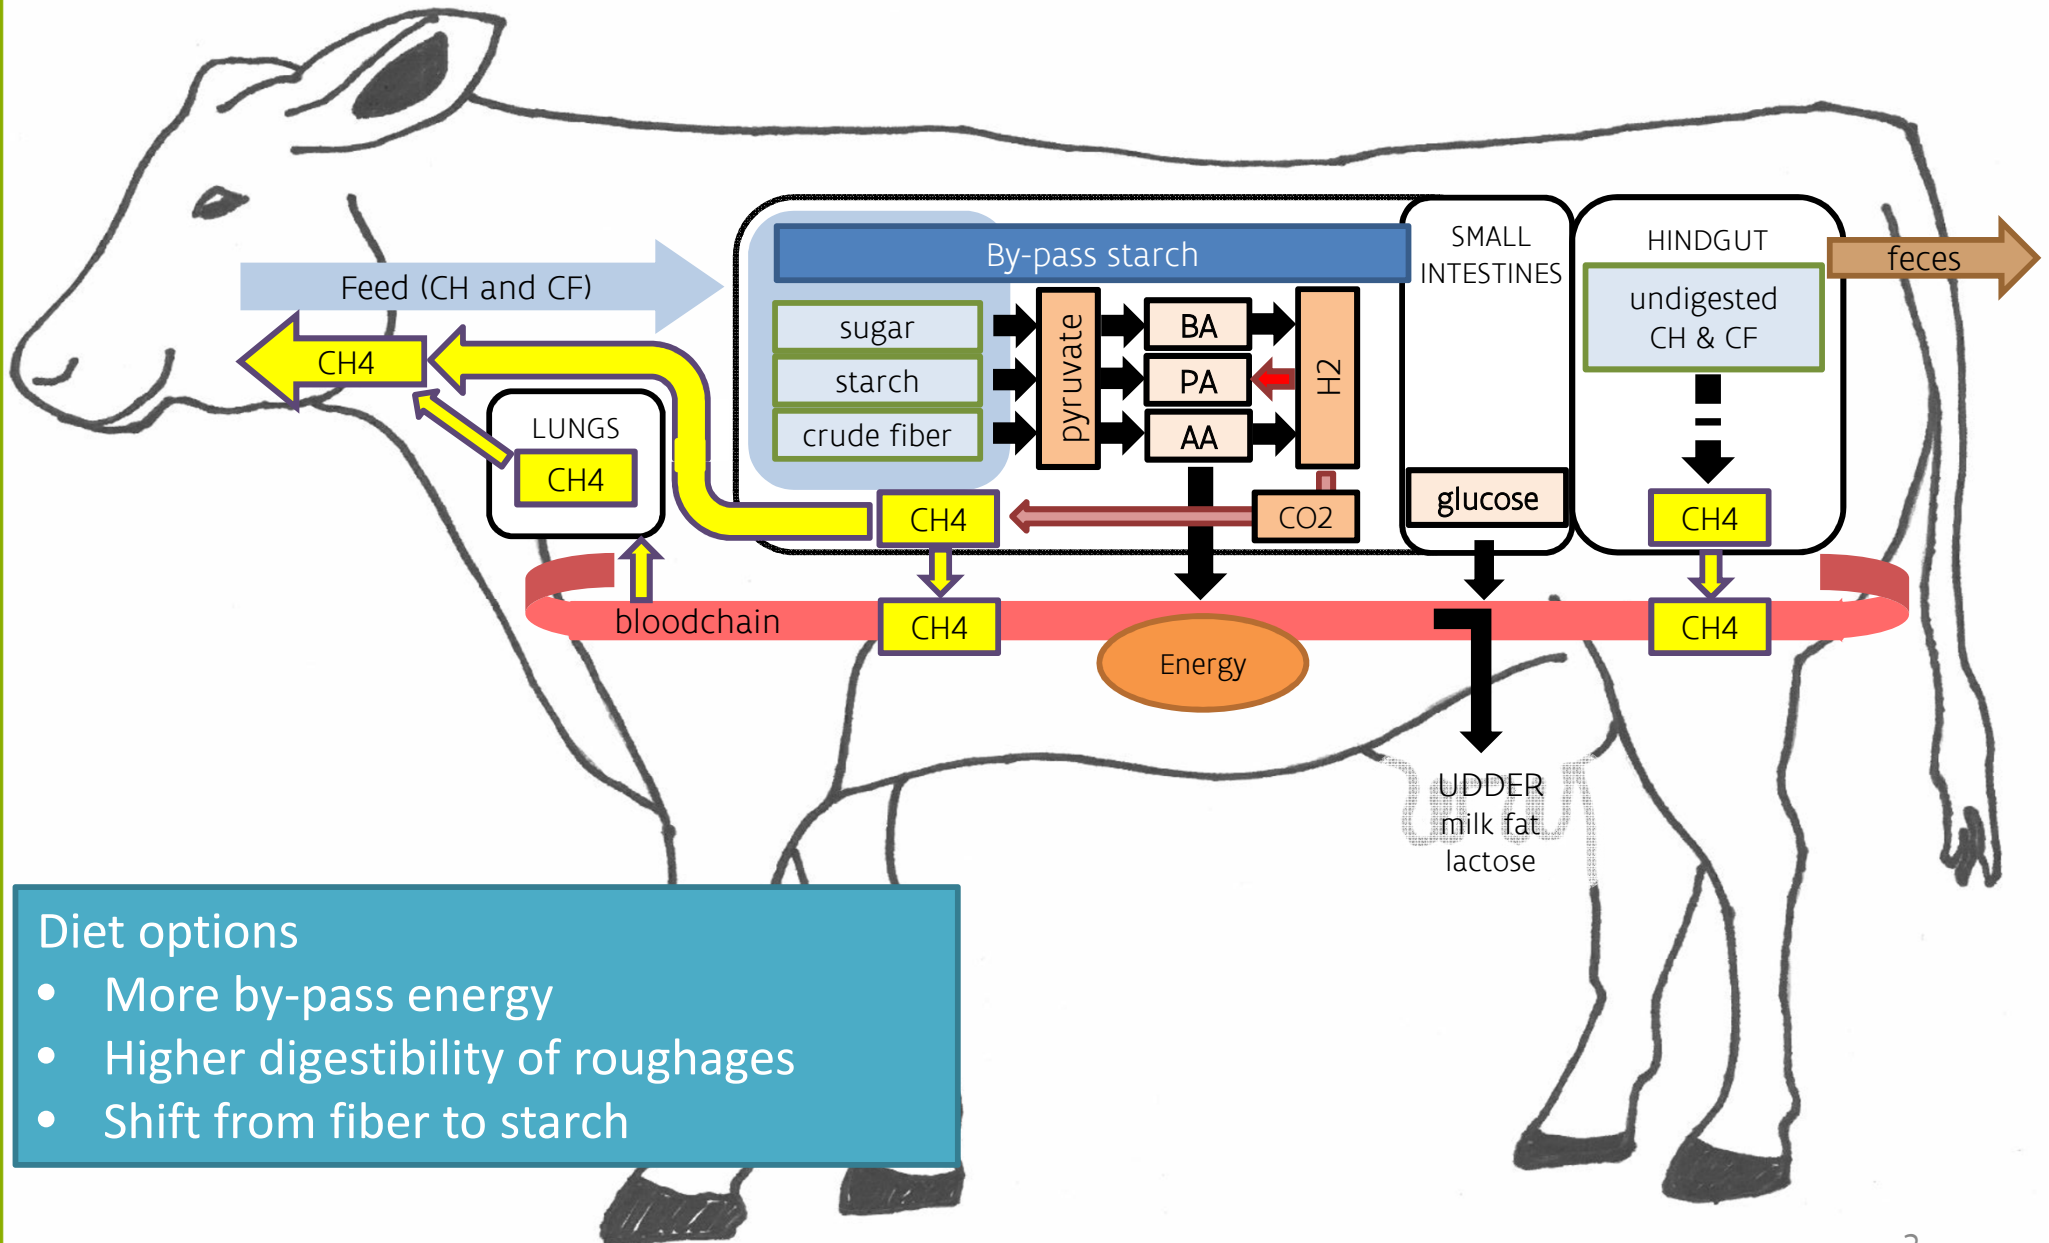 By-pass starch
SMALL
INTESTINES
HINDGUT
feces
Feed (CH and CF)
undigested
CH & CF
sugar
starch
crude fiber
pyruvate
BA
PA
AA
H2
CH4
LUNGS
CH4
CH4
CO2
glucose
CH4
bloodchain
CH4
Energy
CH4
UDDER
milk fat
lactose
Diet options
• More by-pass energy
• Higher digestibility of roughages
• Shift from fiber to starch